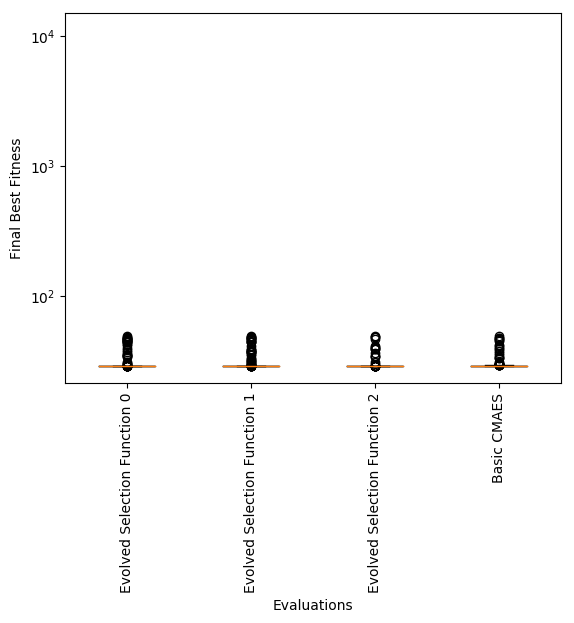 10^4
10^3
10^2
Final Best Fitness
Evolved Selection Function 0
Evolved Selection Function 1
Evolved Selection Function 2
Basic CMAES
Evaluations